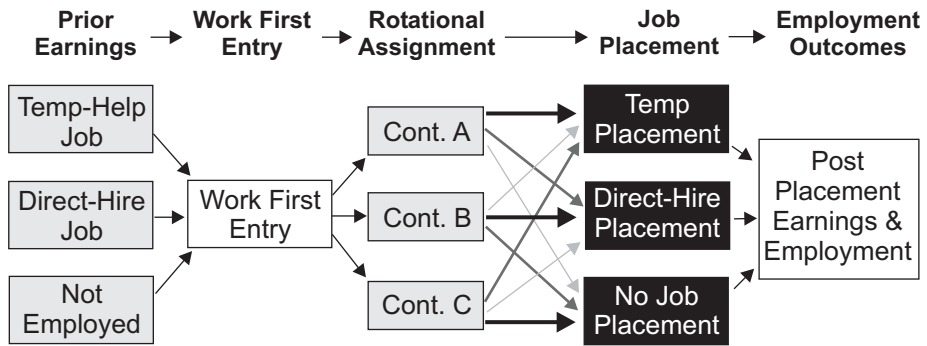 Prior
Earnings
Work First
Entry
Rotational
Assignment
Job
Placement
Employment
Outcomes
Temp-Help
Job
Direct-Hire
Job
Not
Employed
Work First
Entry
Cont. A
Cont. B
Cont. C
Temp
Placement
Direct-Hire
Placement
No Job
Placement
Post
Placement
Earnings &
Employment